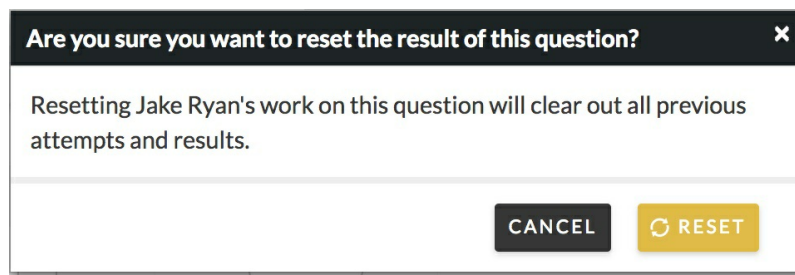 Are you sure you want to reset the result of this question?
Resetting Jake Ryan's work on this question will clear out all previous
attempts and results.
CANCEL RESET